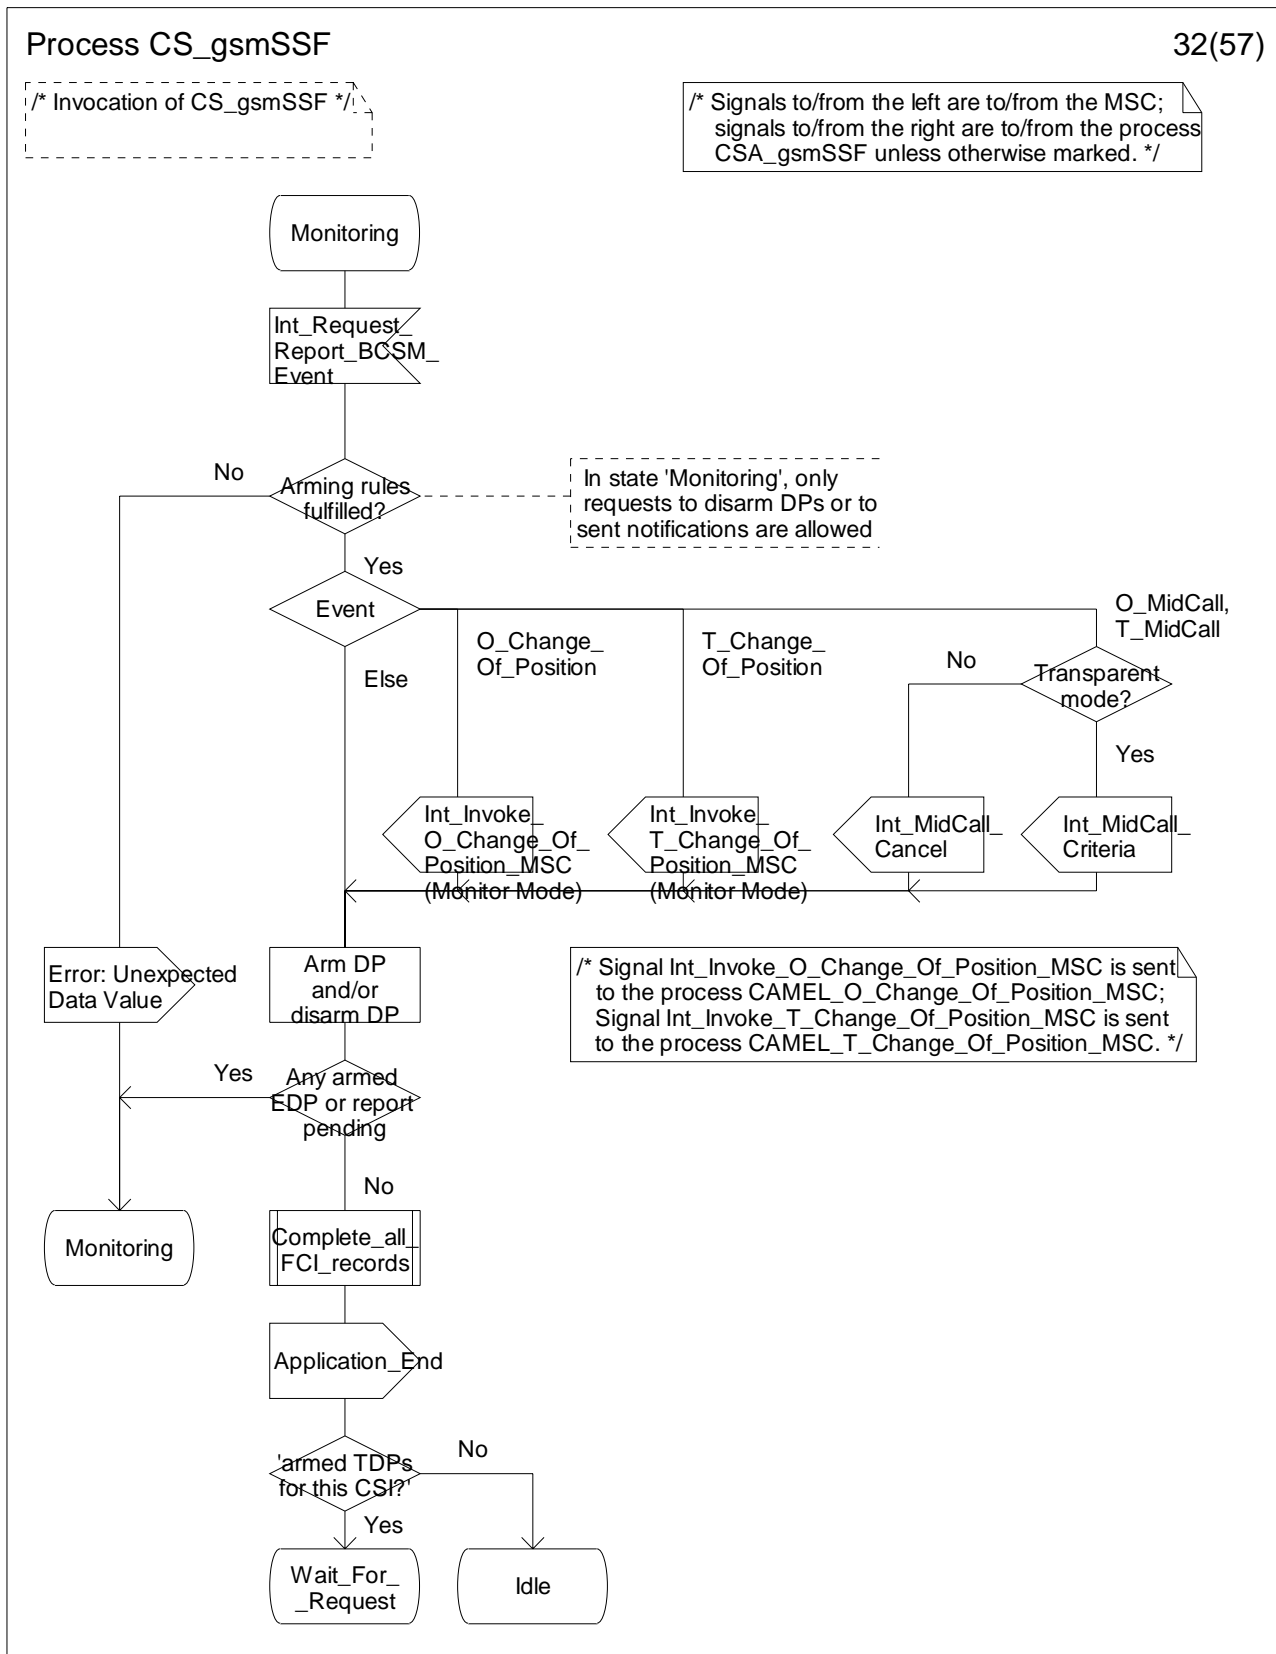 Process CS_gsmSSF
32(57)
/* Invocation of CS_gsmSSF */
/* Signals to/from the left are to/from the MSC;
signals to/from the right are to/from the process
CSA_gsmSSF unless otherwise marked. */
Monitoring
Int_Request_
Report_BCSM_
Event
No
Arming rules
fulfilled?
In state 'Monitoring', only
requests to disarm DPs or to
sent notifications are allowed
Yes
Event
O_Change_
Of_Position
T_Change_
Of_Position
O_MidCall,
T_MidCall
Else
No
Transparent
mode?
Yes
Int_Invoke_
O_Change_Of_
Position_MSC
(Monitor Mode)
Int_Invoke_
T_Change_Of_
Position_MSC
(Monitor Mode)
Int_MidCall_
Cancel
Int_MidCall_
Criteria
Error: Unexpected
Data Value
Arm DP
and/or
disarm DP
/* Signal Int_Invoke_O_Change_Of_Position_MSC is sent
to the process CAMEL_O_Change_Of_Position_MSC;
Signal Int_Invoke_T_Change_Of_Position_MSC is sent
to the process CAMEL_T_Change_Of_Position_MSC. */
Yes
Any armed
EDP or report
pending
No
Monitoring
Complete_all_
FCI_records
Application_End
'armed TDPs
for this CSI?'
No
Yes
Wait_For_
_Request
Idle